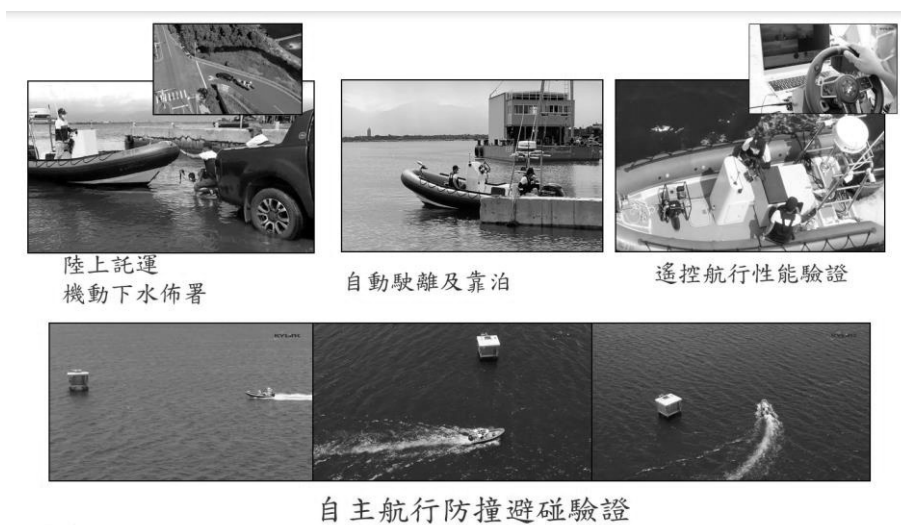 陸上託運
機動下水佈署
自動駛離及靠泊
遙控航行性能驗證
自主航行防撞避碰驗證